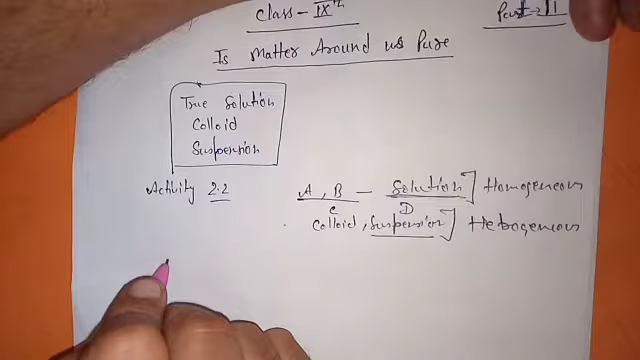 Class - IXth
Part - II
Is Matter Around us Pure
True Solution
Colloid
Suspension
Activity 2.2
A, B - Solution] Homogeneous
C D
Colloid, Suspension] Hetrogeneous